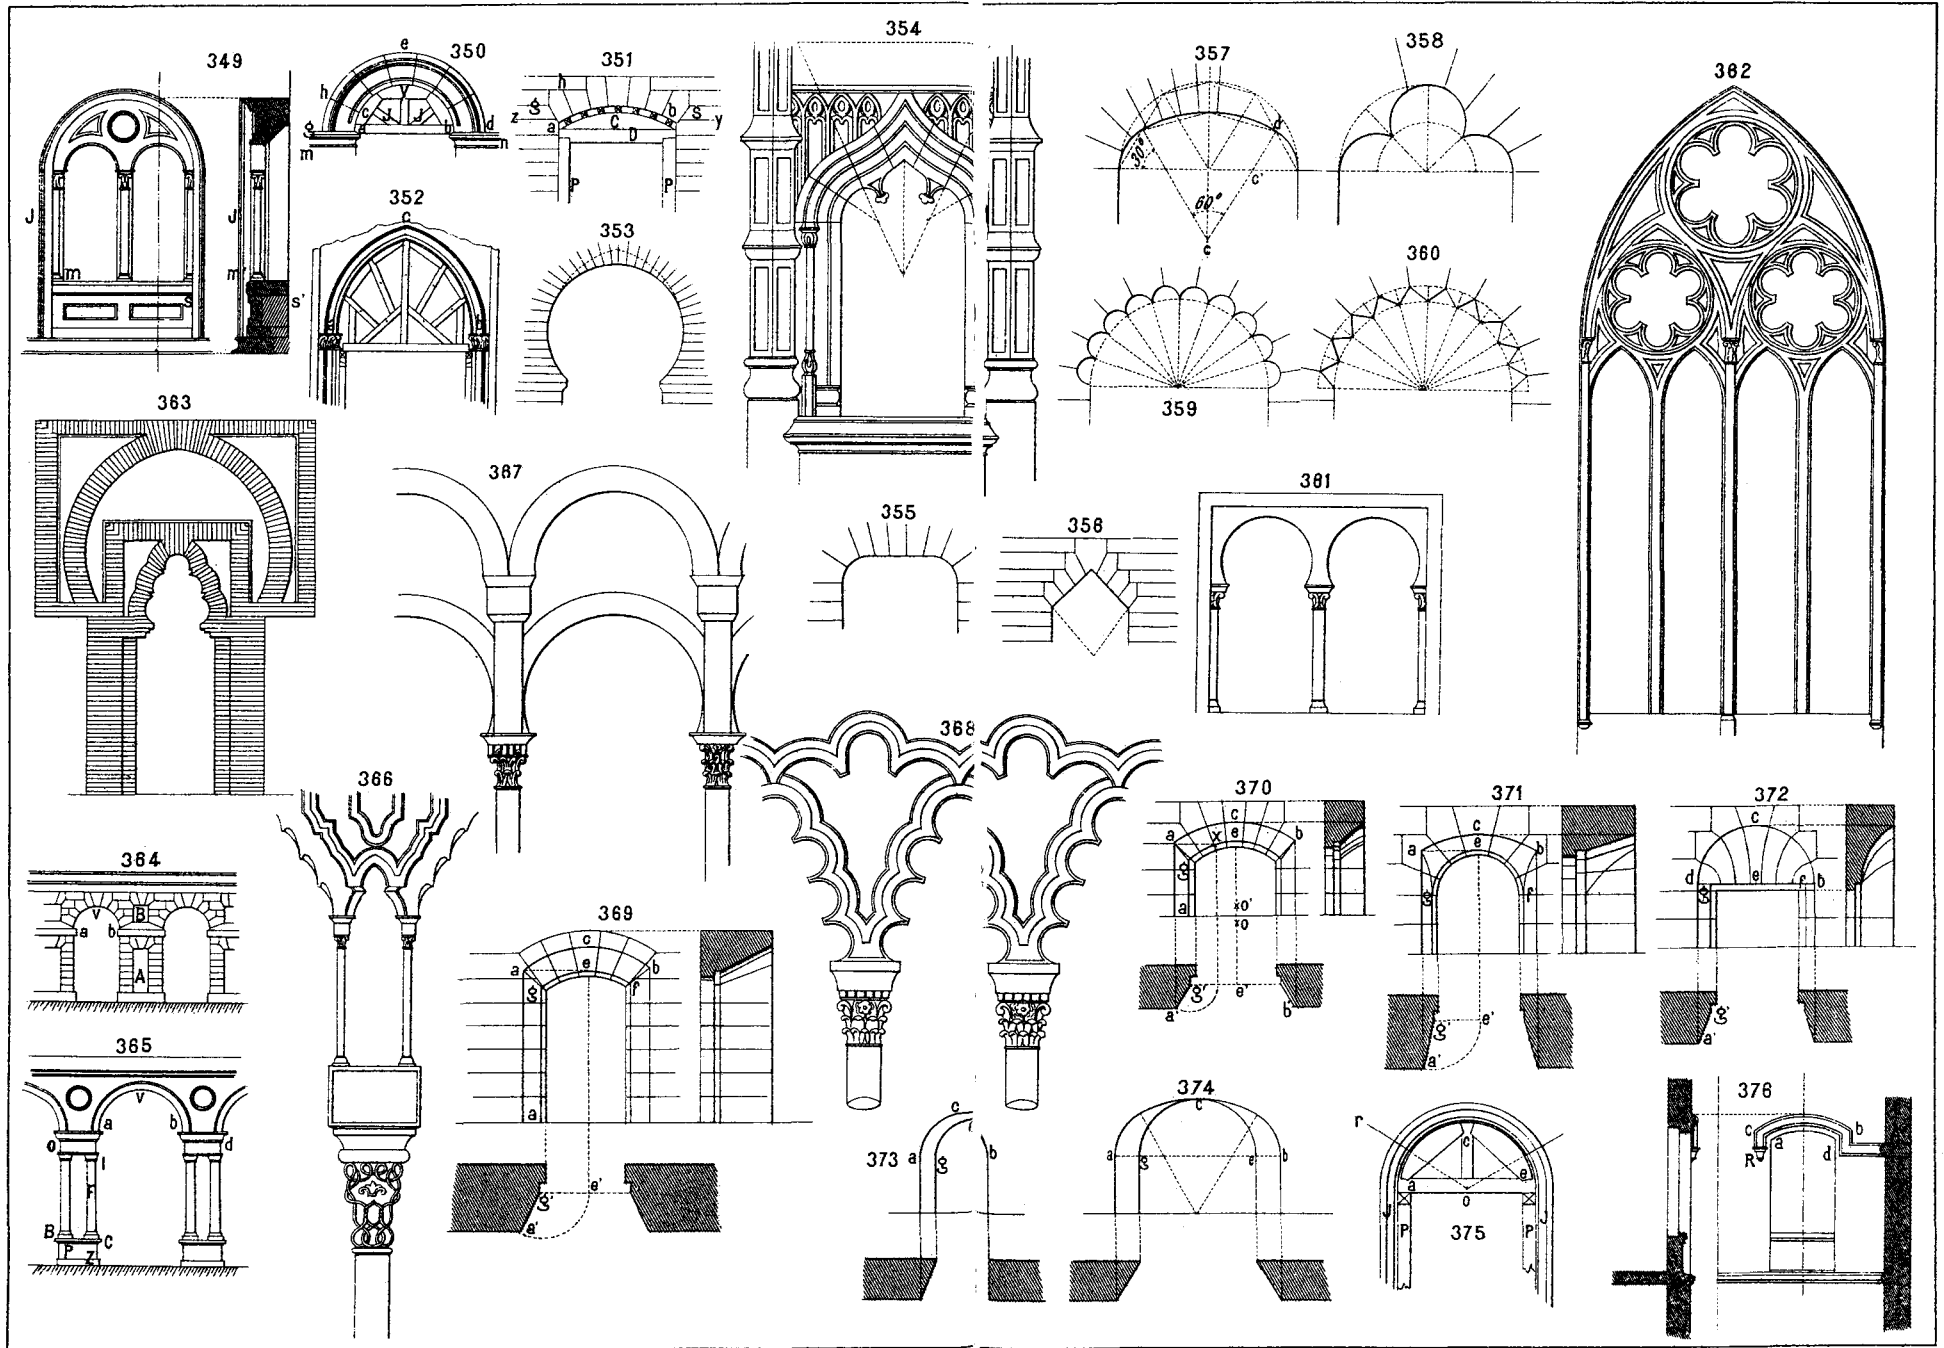 349
J
m
s
J
m'
s'
350
e
h
V
c
J
J
g
a
b
d
m
n
351
h
g
b
s
z
a
C
D
y
P
P
352
c
a
b
353
354
355
356
357
d
30°
c'
60°
c
358
359
360
361
362
363
364
V
B
a
b
A
365
V
a
b
o
d
l
F
B
C
P
Z
366
367
368
369
c
a
e
b
g
f
a
e'
g'
a'
370
c
a
x
e
b
g
o'
a
o
g'
e'
a'
b'
371
c
a
e
b
g
f
g'
e'
a'
372
c
d
e
f
b
g
g'
a'
373
c
a
g
b
374
c
a
g
e
b
375
r
c
a
e
o
J
J
P
P
376
c
b
a
R
d